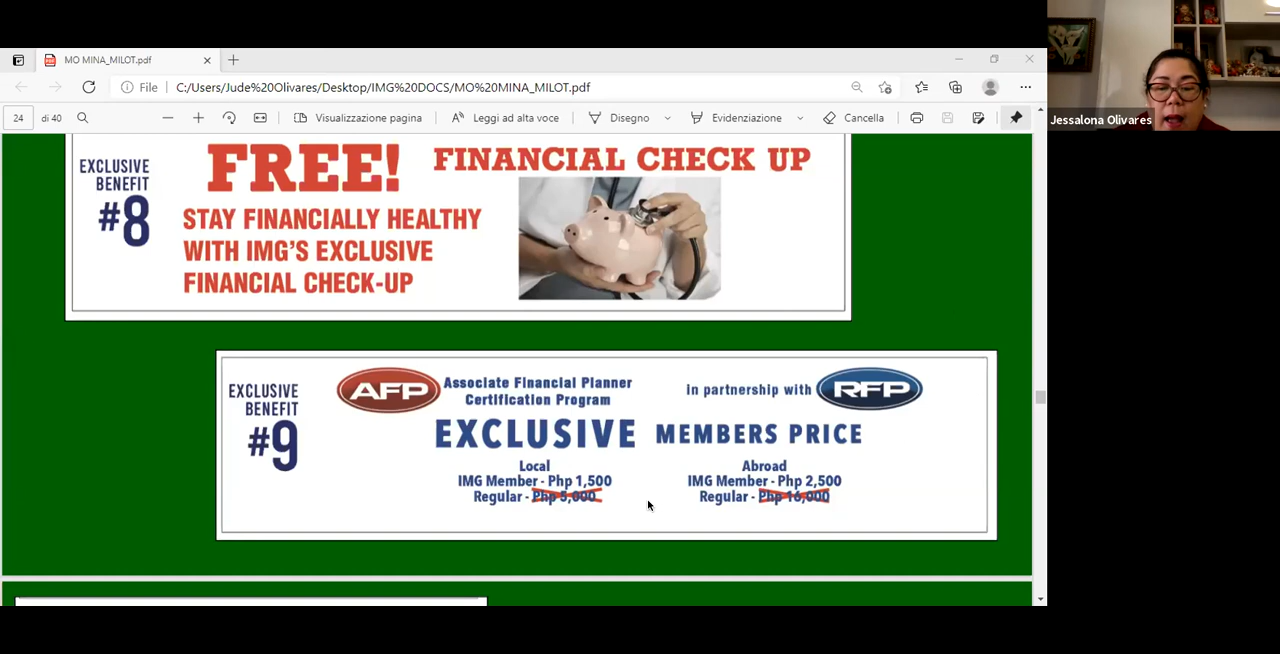 MO MINA_MILOT.pdf
File
C:/Users/Jude%20Olivares/Desktop/IMG%20DOCS/MO%20MINA_MILOT.pdf
24 di 40
Visualizzazione pagina
Leggi ad alta voce
Disegno
Evidenziazione
Cancella
Jessalona Olivares
EXCLUSIVE
BENEFIT
#8
FREE!
FINANCIAL CHECK UP
STAY FINANCIALLY HEALTHY
WITH IMG'S EXCLUSIVE
FINANCIAL CHECK-UP
EXCLUSIVE
BENEFIT
#9
AFP
Associate Financial Planner
Certification Program
In partnership with
RFP
EXCLUSIVE MEMBERS PRICE
Local
IMG Member - Php 1,500
Regular - Php 5,000
Abroad
IMG Member - Php 2,500
Regular - Php 16,000